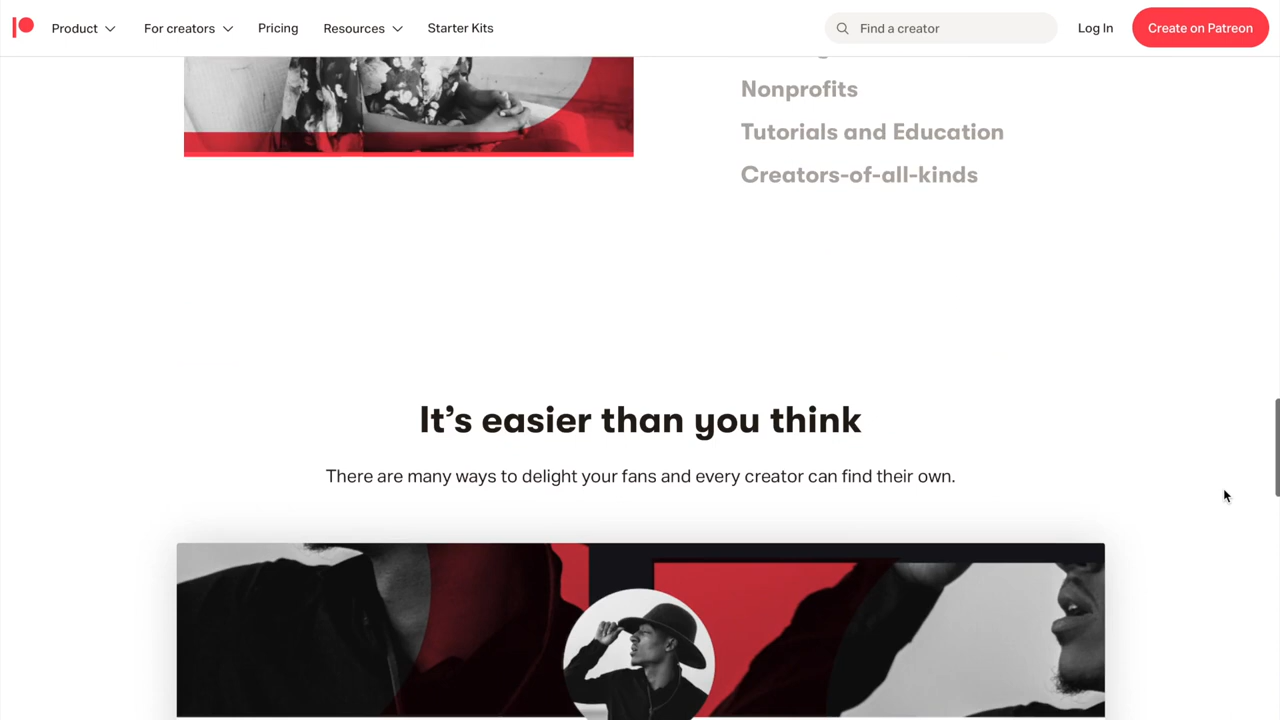 Product
For creators
Pricing
Resources
Starter Kits
Find a creator
Log In
Create on Patreon
Nonprofits
Tutorials and Education
Creators-of-all-kinds
It's easier than you think
There are many ways to delight your fans and every creator can find their own.